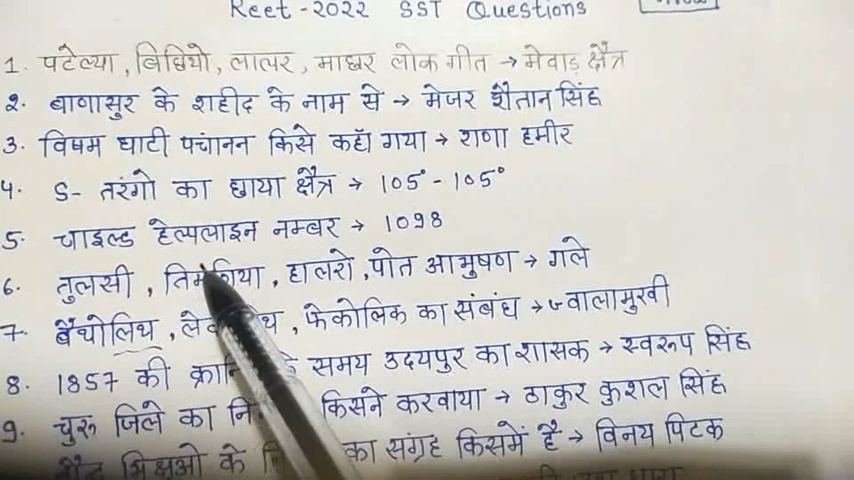 Reet - 2022 SST Questions
1. पटेल्या, बिछियो, लालर, माछर लोक गीत → मेवाड़ क्षैत्र
2. बाणासुर के शहीद के नाम से → मेजर शैतान सिंह
3. विषम घाटी पचांनन किसे कहाँ गया → राणा हमीर
4. S- तरंगो का छाया क्षैत्र → 105° - 105°
5. चाइल्ड हेल्पलाइन नम्बर → 1098
6. तुलसी, हालरो, पोत आभुषण → गले
7. बैथोलिथ, फेकोलिक का संबंध → ज्वालामुखी
8. 1857 की समय उदयपुर का शासक → स्वरूप सिंह
9. चुरू जिले का किसने करवाया → ठाकुर कुशल सिंह
भिक्षुओ के का संग्रह किसमें है → विनय पिटक